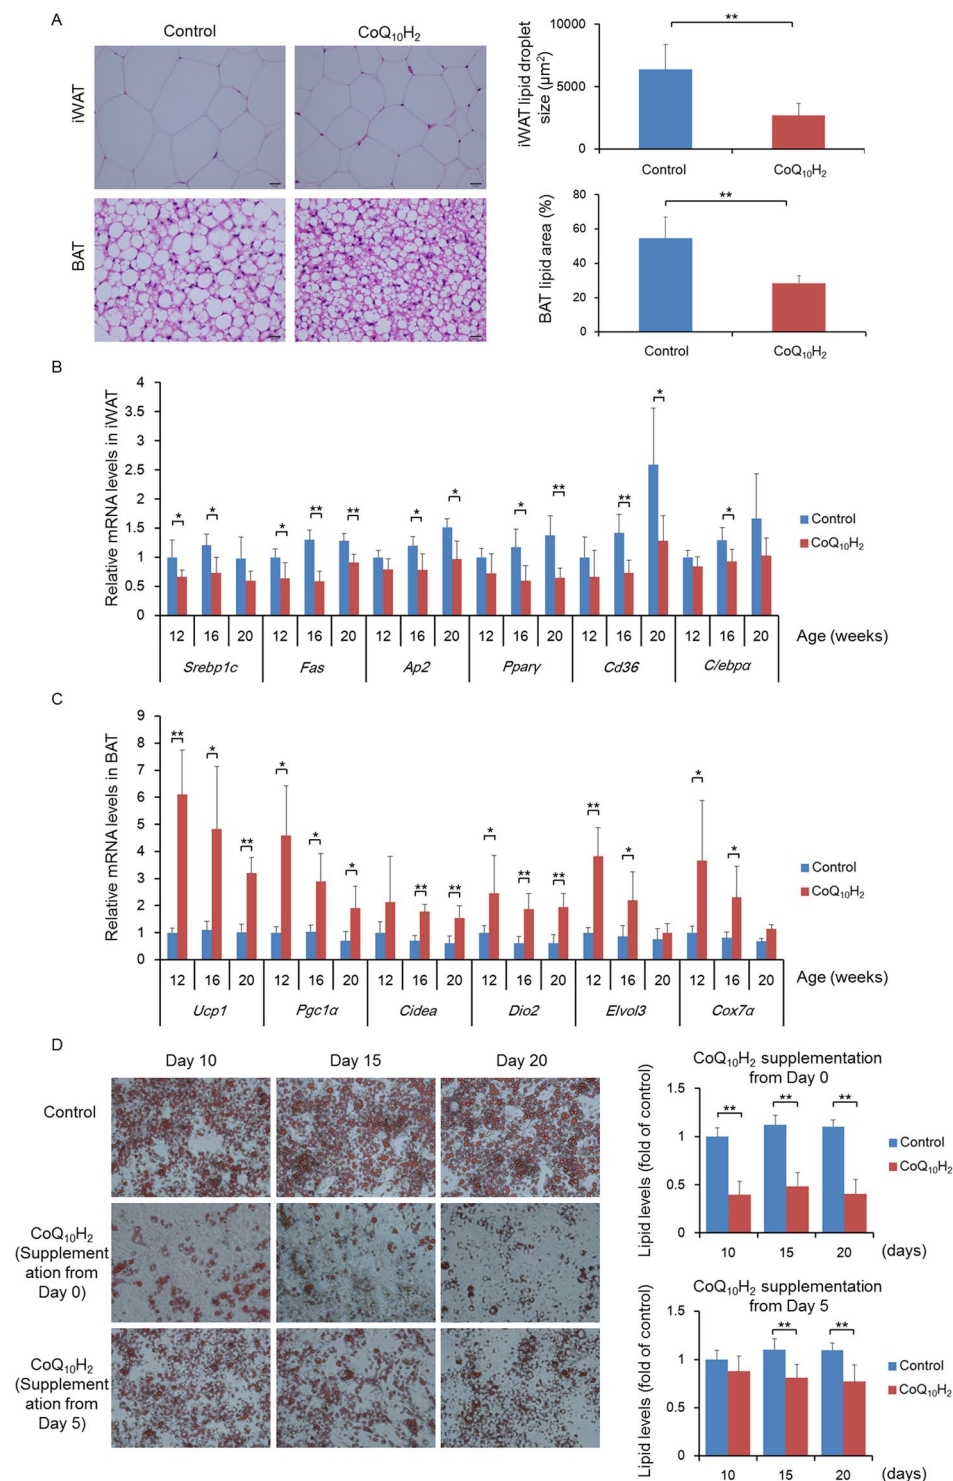 A
Control
CoQ10H2
iWAT
BAT
iWAT lipid droplet
size (µm²)
10000
5000
0
**
Control
CoQ10H2
BAT lipid area (%)
80
60
40
20
0
**
Control
CoQ10H2
B
Relative mRNA levels in iWAT
4
3.5
3
2.5
2
1.5
1
0.5
0
* * * ** ** * * * ** ** * *
Control
CoQ10H2
12 16 20 12 16 20 12 16 20 12 16 20 12 16 20 12 16 20 Age (weeks)
Srebp1c Fas Ap2 Pparγ Cd36 C/ebpα
C
Relative mRNA levels in BAT
9
8
7
6
5
4
3
2
1
0
** * ** * * * ** ** * ** ** ** * * *
Control
CoQ10H2
12 16 20 12 16 20 12 16 20 12 16 20 12 16 20 12 16 20 Age (weeks)
Ucp1 Pgc1α Cidea Dio2 Elvol3 Cox7α
D
Day 10 Day 15 Day 20
Control
CoQ10H2
(Supplement
ation from
Day 0)
CoQ10H2
(Supplement
ation from
Day 5)
CoQ10H2 supplementation
from Day 0
Lipid levels (fold of control)
1.5
1
0.5
0
** ** **
Control
CoQ10H2
10 15 20 (days)
CoQ10H2 supplementation
from Day 5
Lipid levels (fold of control)
1.5
1
0.5
0
** **
Control
CoQ10H2
10 15 20 (days)